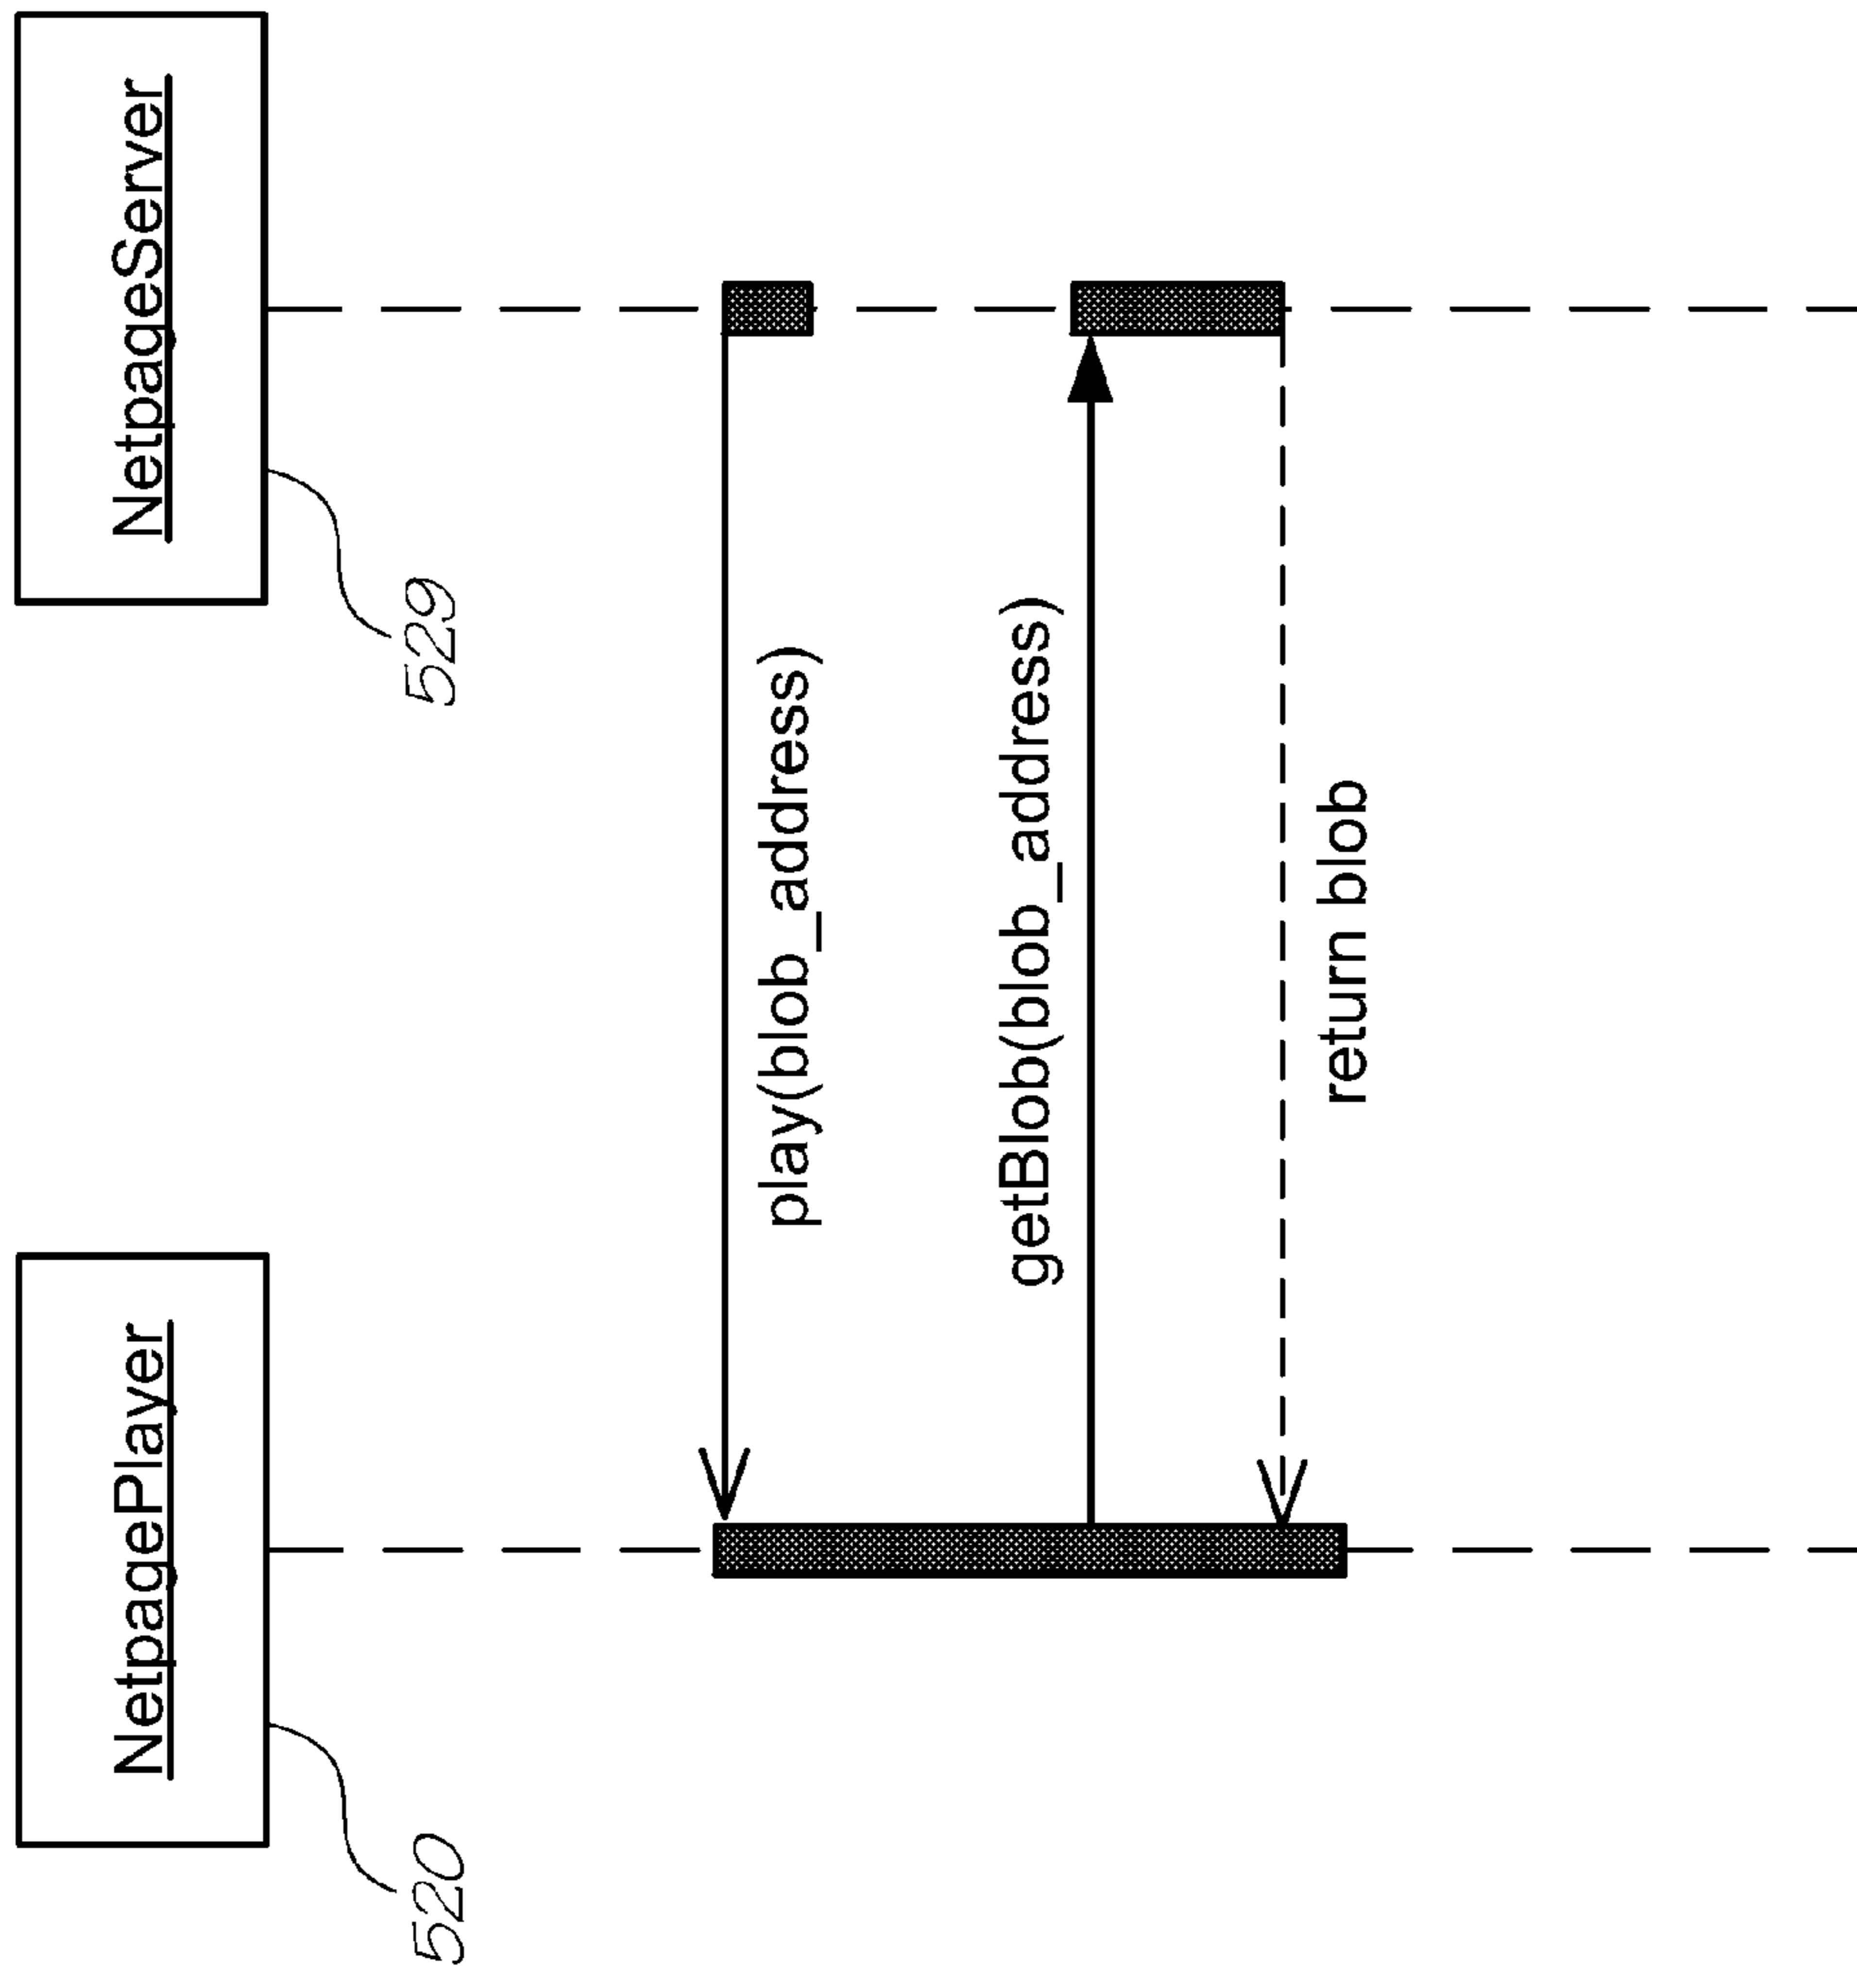 NetpagePlayer
NetpageServer
520
529
play(blob_address)
getBlob(blob_address)
return blob